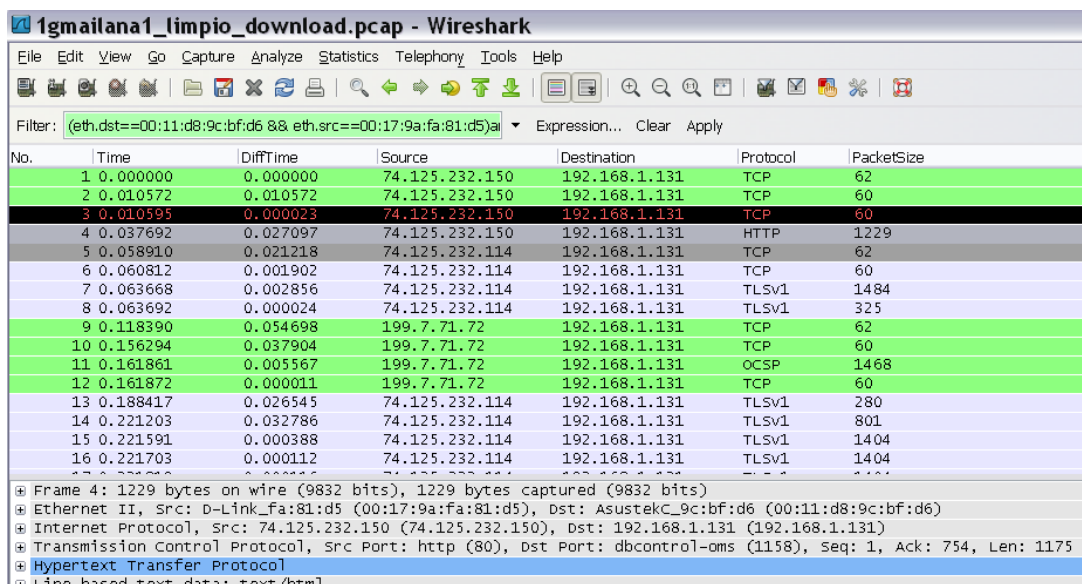 1gmailana1_limpio_download.pcap - Wireshark
File Edit View Go Capture Analyze Statistics Telephony Tools Help
Filter: (eth.dst==00:11:d8:9c:bf:d6 && eth.src==00:17:9a:fa:81:d5)a Expression... Clear Apply
No. Time DiffTime Source Destination Protocol PacketSize
1 0.000000 0.000000 74.125.232.150 192.168.1.131 TCP 62
2 0.010572 0.010572 74.125.232.150 192.168.1.131 TCP 60
3 0.010595 0.000023 74.125.232.150 192.168.1.131 TCP 60
4 0.037692 0.027097 74.125.232.150 192.168.1.131 HTTP 1229
5 0.058910 0.021218 74.125.232.114 192.168.1.131 TCP 62
6 0.060812 0.001902 74.125.232.114 192.168.1.131 TCP 60
7 0.063668 0.002856 74.125.232.114 192.168.1.131 TLSv1 1484
8 0.063692 0.000024 74.125.232.114 192.168.1.131 TLSv1 325
9 0.118390 0.054698 199.7.71.72 192.168.1.131 TCP 62
10 0.156294 0.037904 199.7.71.72 192.168.1.131 TCP 60
11 0.161861 0.005567 199.7.71.72 192.168.1.131 OCSP 1468
12 0.161872 0.000011 199.7.71.72 192.168.1.131 TCP 60
13 0.188417 0.026545 74.125.232.114 192.168.1.131 TLSv1 280
14 0.221203 0.032786 74.125.232.114 192.168.1.131 TLSv1 801
15 0.221591 0.000388 74.125.232.114 192.168.1.131 TLSv1 1404
16 0.221703 0.000112 74.125.232.114 192.168.1.131 TLSv1 1404
Frame 4: 1229 bytes on wire (9832 bits), 1229 bytes captured (9832 bits)
Ethernet II, Src: D-Link_fa:81:d5 (00:17:9a:fa:81:d5), Dst: AsustekC_9c:bf:d6 (00:11:d8:9c:bf:d6)
Internet Protocol, Src: 74.125.232.150 (74.125.232.150), Dst: 192.168.1.131 (192.168.1.131)
Transmission Control Protocol, Src Port: http (80), Dst Port: dbcontrol-oms (1158), Seq: 1, Ack: 754, Len: 1175
Hypertext Transfer Protocol
Line-based text data: text/html